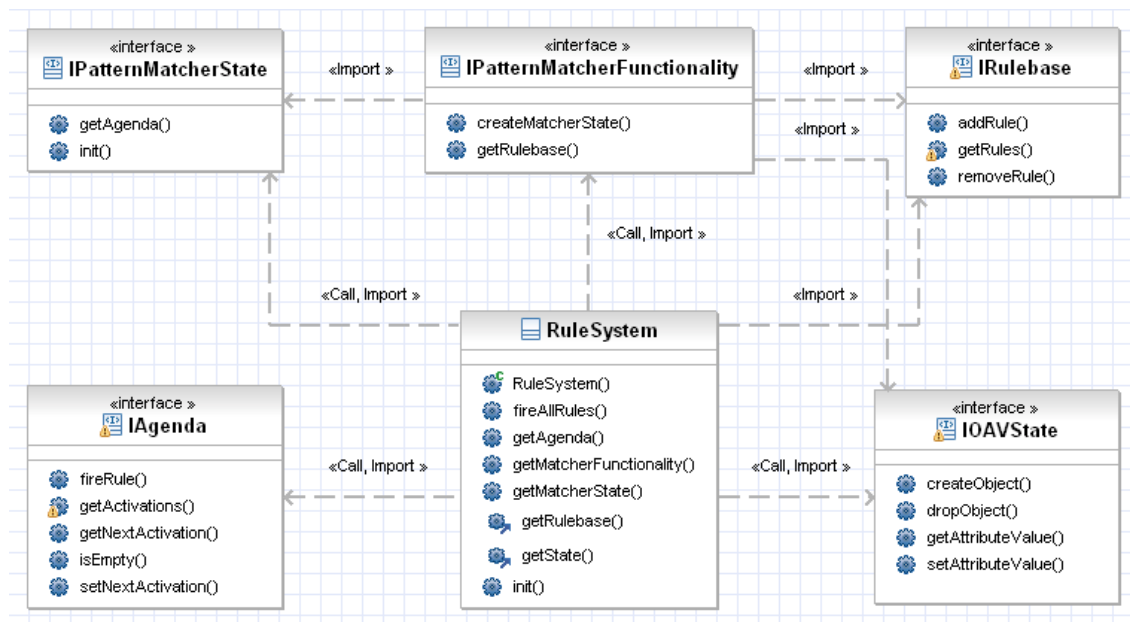 «interface »
IPatternMatcherState
getAgenda()
init()
«Import »
«interface »
IPatternMatcherFunctionality
createMatcherState()
getRulebase()
«Import »
«Import »
«interface »
IRulebase
addRule()
getRules()
removeRule()
«Call, Import »
«Call, Import »
«Import »
RuleSystem
RuleSystem()
fireAllRules()
getAgenda()
getMatcherFunctionality()
getMatcherState()
getRulebase()
getState()
init()
«interface »
IAgenda
fireRule()
getActivations()
getNextActivation()
isEmpty()
setNextActivation()
«Call, Import »
«Call, Import »
«interface »
IOAVState
createObject()
dropObject()
getAttributeValue()
setAttributeValue()